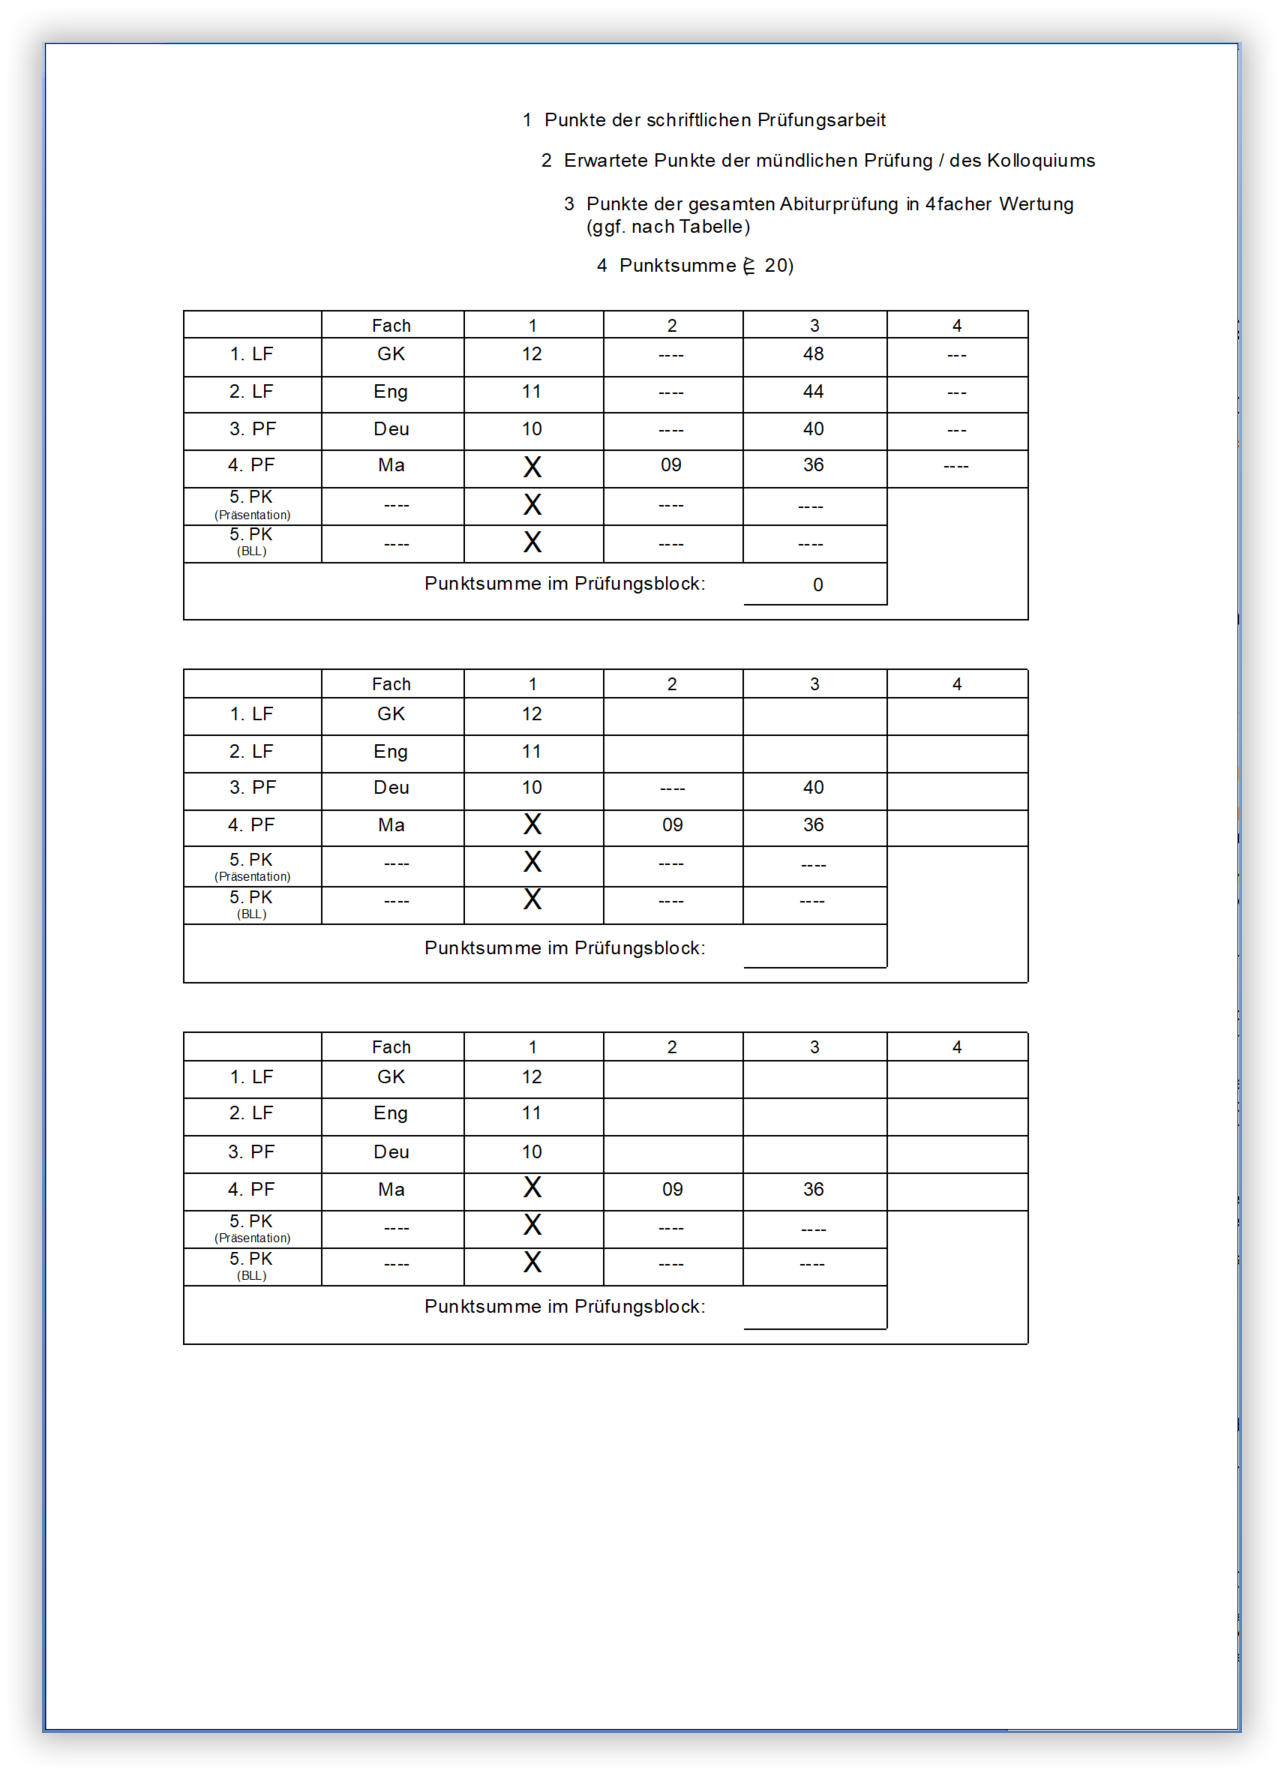 1 Punkte der schriftlichen Prüfungsarbeit
2 Erwartete Punkte der mündlichen Prüfung / des Kolloquiums
3 Punkte der gesamten Abiturprüfung in 4facher Wertung
(ggf. nach Tabelle)
4 Punktsumme (≥ 20)
Fach 1 2 3 4
1. LF GK 12 ---- 48 ---
2. LF Eng 11 ---- 44 ---
3. PF Deu 10 ---- 40 ---
4. PF Ma X 09 36 ----
5. PK
(Präsentation) ---- X ---- ----
5. PK
(BLL) ---- X ---- ----
Punktsumme im Prüfungsblock: 0
Fach 1 2 3 4
1. LF GK 12
2. LF Eng 11
3. PF Deu 10 ---- 40
4. PF Ma X 09 36
5. PK
(Präsentation) ---- X ---- ----
5. PK
(BLL) ---- X ---- ----
Punktsumme im Prüfungsblock:
Fach 1 2 3 4
1. LF GK 12
2. LF Eng 11
3. PF Deu 10
4. PF Ma X 09 36
5. PK
(Präsentation) ---- X ---- ----
5. PK
(BLL) ---- X ---- ----
Punktsumme im Prüfungsblock: